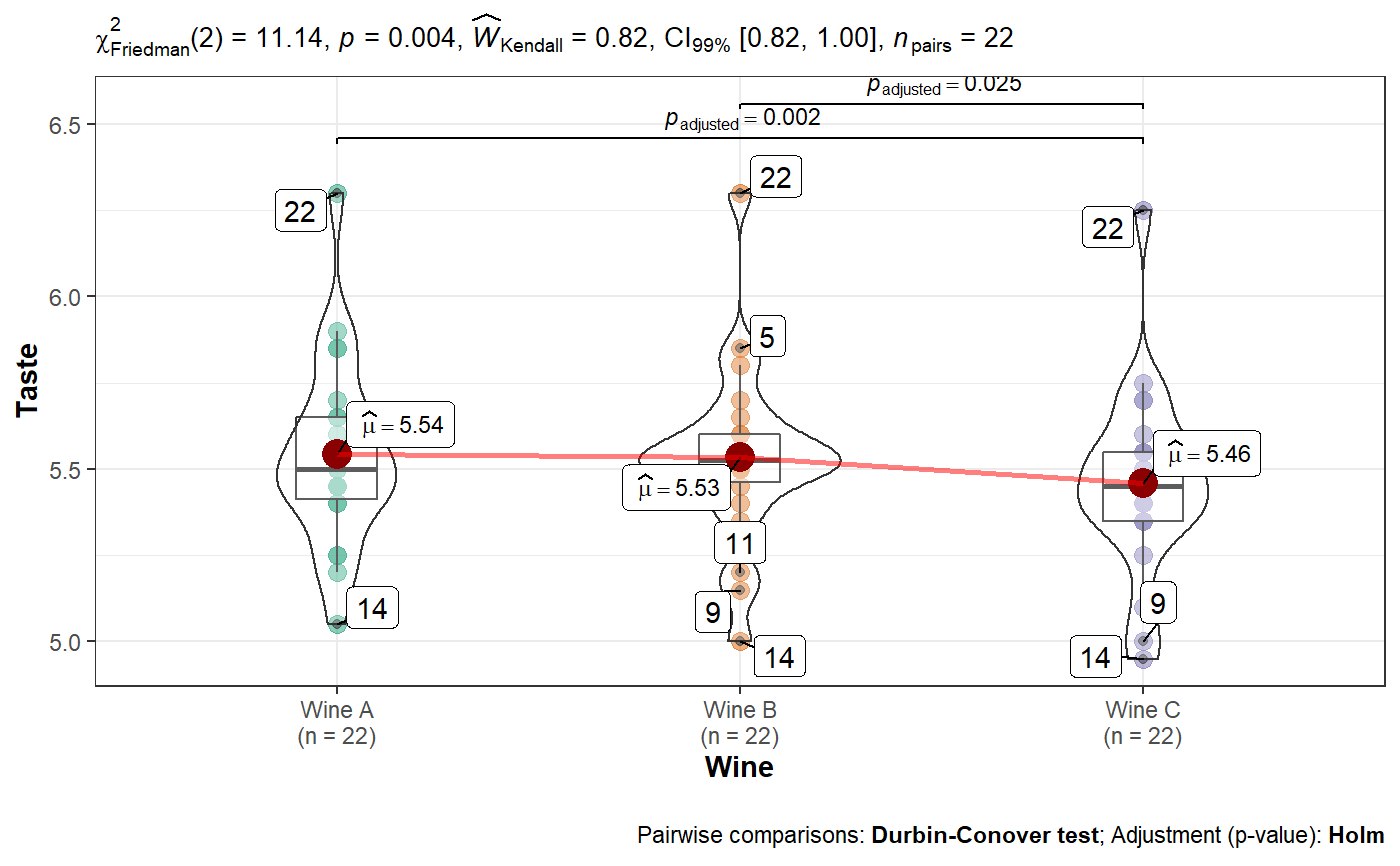 χ²Friedman(2) = 11.14, p = 0.004, ŴKendall = 0.82, CI99% [0.82, 1.00], npairs = 22
padjusted = 0.025
padjusted = 0.002
6.5
22
22
22
6.0
5
μ̂ = 5.54
μ̂ = 5.46
5.5
μ̂ = 5.53
11
14
9
9
5.0
14
14
Taste
Wine A
(n = 22)
Wine B
(n = 22)
Wine C
(n = 22)
Wine
Pairwise comparisons: Durbin-Conover test; Adjustment (p-value): Holm